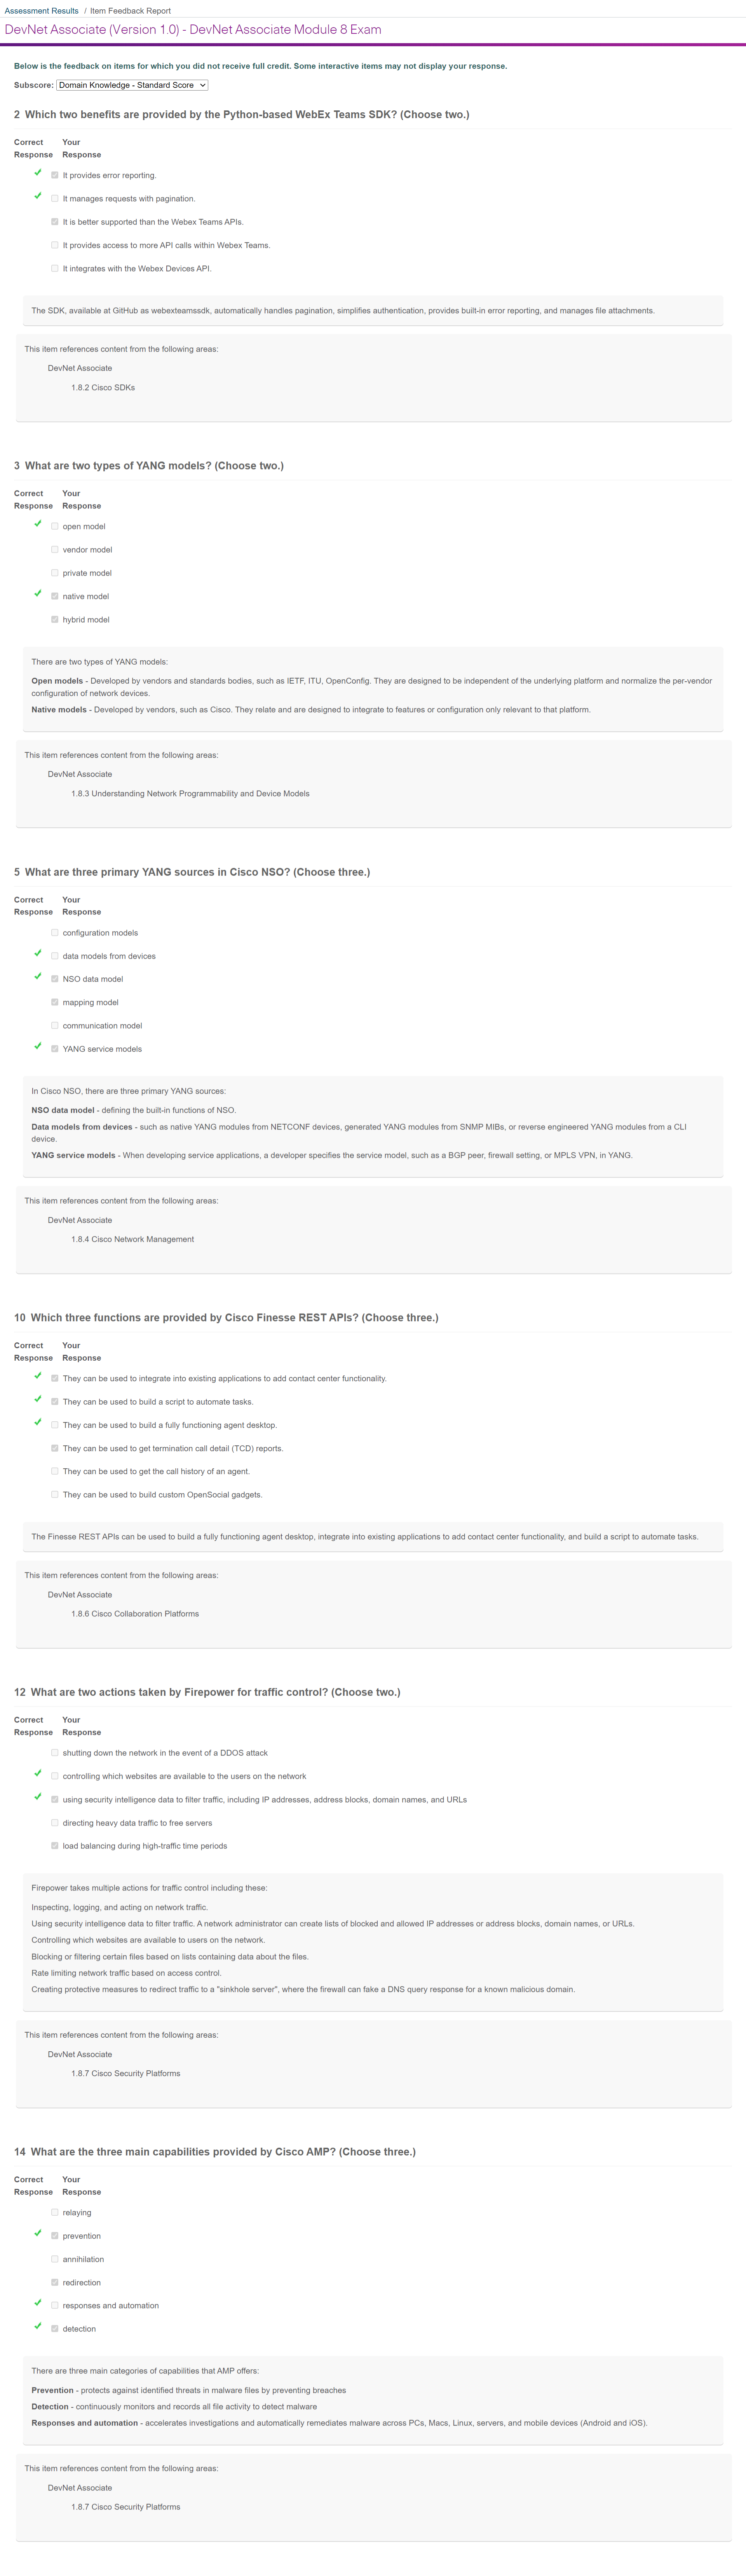 Assessment Results / Item Feedback Report
DevNet Associate (Version 1.0) - DevNet Associate Module 8 Exam
Below is the feedback on items for which you did not receive full credit. Some interactive items may not display your response.
Subscore: Domain Knowledge - Standard Score
2 Which two benefits are provided by the Python-based WebEx Teams SDK? (Choose two.)
Correct Your
Response Response
It provides error reporting.
It manages requests with pagination.
It is better supported than the Webex Teams APIs.
It provides access to more API calls within Webex Teams.
It integrates with the Webex Devices API.
The SDK, available at GitHub as webexteamssdk, automatically handles pagination, simplifies authentication, provides built-in error reporting, and manages file attachments.
This item references content from the following areas:
DevNet Associate
1.8.2 Cisco SDKs
3 What are two types of YANG models? (Choose two.)
Correct Your
Response Response
open model
vendor model
private model
native model
hybrid model
There are two types of YANG models:
Open models - Developed by vendors and standards bodies, such as IETF, ITU, OpenConfig. They are designed to be independent of the underlying platform and normalize the per-vendor
configuration of network devices.
Native models - Developed by vendors, such as Cisco. They relate and are designed to integrate to features or configuration only relevant to that platform.
This item references content from the following areas:
DevNet Associate
1.8.3 Understanding Network Programmability and Device Models
5 What are three primary YANG sources in Cisco NSO? (Choose three.)
Correct Your
Response Response
configuration models
data models from devices
NSO data model
mapping model
communication model
YANG service models
In Cisco NSO, there are three primary YANG sources:
NSO data model - defining the built-in functions of NSO.
Data models from devices - such as native YANG modules from NETCONF devices, generated YANG modules from SNMP MIBs, or reverse engineered YANG modules from a CLI
device.
YANG service models - When developing service applications, a developer specifies the service model, such as a BGP peer, firewall setting, or MPLS VPN, in YANG.
This item references content from the following areas:
DevNet Associate
1.8.4 Cisco Network Management
10 Which three functions are provided by Cisco Finesse REST APIs? (Choose three.)
Correct Your
Response Response
They can be used to integrate into existing applications to add contact center functionality.
They can be used to build a script to automate tasks.
They can be used to build a fully functioning agent desktop.
They can be used to get termination call detail (TCD) reports.
They can be used to get the call history of an agent.
They can be used to build custom OpenSocial gadgets.
The Finesse REST APIs can be used to build a fully functioning agent desktop, integrate into existing applications to add contact center functionality, and build a script to automate tasks.
This item references content from the following areas:
DevNet Associate
1.8.6 Cisco Collaboration Platforms
12 What are two actions taken by Firepower for traffic control? (Choose two.)
Correct Your
Response Response
shutting down the network in the event of a DDOS attack
controlling which websites are available to the users on the network
using security intelligence data to filter traffic, including IP addresses, address blocks, domain names, and URLs
directing heavy data traffic to free servers
load balancing during high-traffic time periods
Firepower takes multiple actions for traffic control including these:
Inspecting, logging, and acting on network traffic.
Using security intelligence data to filter traffic. A network administrator can create lists of blocked and allowed IP addresses or address blocks, domain names, or URLs.
Controlling which websites are available to users on the network.
Blocking or filtering certain files based on lists containing data about the files.
Rate limiting network traffic based on access control.
Creating protective measures to redirect traffic to a "sinkhole server", where the firewall can fake a DNS query response for a known malicious domain.
This item references content from the following areas:
DevNet Associate
1.8.7 Cisco Security Platforms
14 What are the three main capabilities provided by Cisco AMP? (Choose three.)
Correct Your
Response Response
relaying
prevention
annihilation
redirection
responses and automation
detection
There are three main categories of capabilities that AMP offers:
Prevention - protects against identified threats in malware files by preventing breaches
Detection - continuously monitors and records all file activity to detect malware
Responses and automation - accelerates investigations and automatically remediates malware across PCs, Macs, Linux, servers, and mobile devices (Android and iOS).
This item references content from the following areas:
DevNet Associate
1.8.7 Cisco Security Platforms